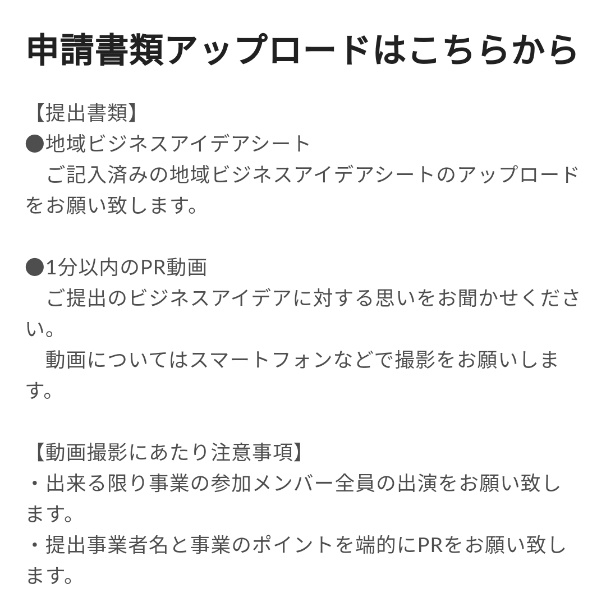 申請書類アップロードはこちらから
【提出書類】
●地域ビジネスアイデアシート
　ご記入済みの地域ビジネスアイデアシートのアップロード
をお願い致します。
●1分以内のPR動画
　ご提出のビジネスアイデアに対する思いをお聞かせくださ
い。
　動画についてはスマートフォンなどで撮影をお願いしま
す。
【動画撮影にあたり注意事項】
・出来る限り事業の参加メンバー全員の出演をお願い致し
ます。
・提出事業者名と事業のポイントを端的にPRをお願い致し
ます。